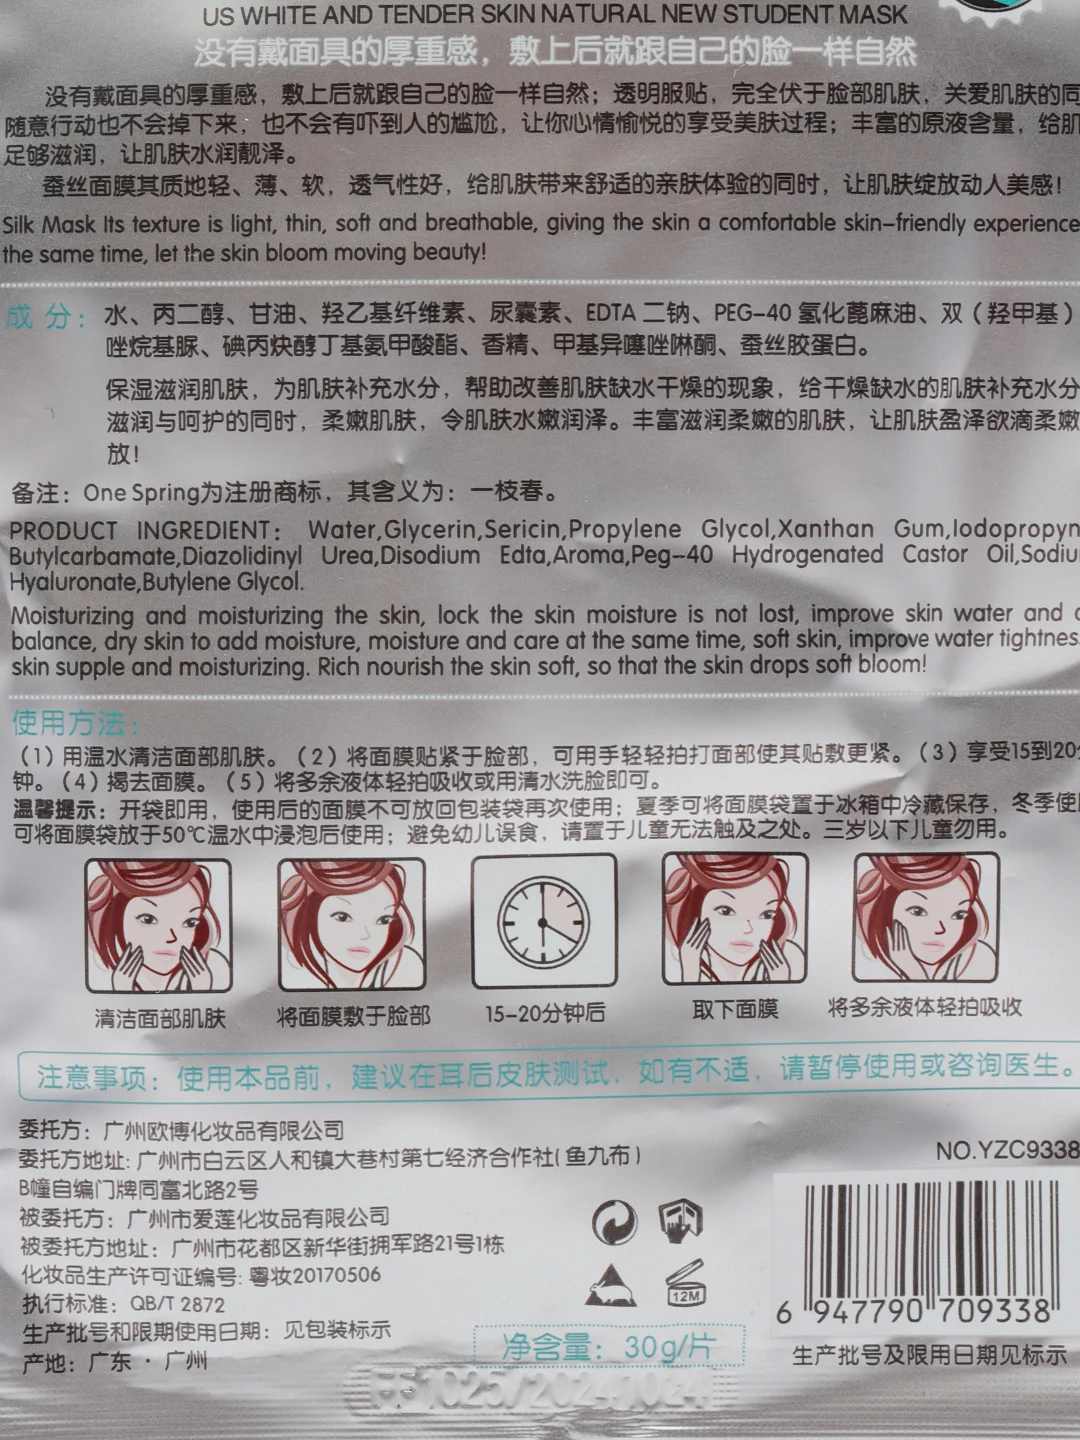 US WHITE AND TENDER SKIN NATURAL NEW STUDENT MASK
没有戴面具的厚重感，敷上后就跟自己的脸一样自然
没有戴面具的厚重感，敷上后就跟自己的脸一样自然；透明服贴，完全伏于脸部肌肤，关爱肌肤的同
随意行动也不会掉下来，也不会有吓到人的尴尬，让你心情愉悦的享受美肤过程；丰富的原液含量，给肌
足够滋润，让肌肤水润靓泽。
蚕丝面膜其质地轻、薄、软，透气性好，给肌肤带来舒适的亲肤体验的同时，让肌肤绽放动人美感！
Silk Mask Its texture is light, thin, soft and breathable, giving the skin a comfortable skin-friendly experience
the same time, let the skin bloom moving beauty!
成 分：水、丙二醇、甘油、羟乙基纤维素、尿囊素、EDTA 二钠、PEG-40 氢化蓖麻油、双（羟甲基）
唑烷基脲、碘丙炔醇丁基氨甲酸酯、香精、甲基异噻唑啉酮、蚕丝胶蛋白。
保湿滋润肌肤，为肌肤补充水分，帮助改善肌肤缺水干燥的现象，给干燥缺水的肌肤补充水分
滋润与呵护的同时，柔嫩肌肤，令肌肤水嫩润泽。丰富滋润柔嫩的肌肤，让肌肤盈泽欲滴柔嫩
放！
备注：One Spring为注册商标，其含义为：一枝春。
PRODUCT INGREDIENT: Water,Glycerin,Sericin,Propylene Glycol,Xanthan Gum,Iodopropyn
Butylcarbamate,Diazolidinyl Urea,Disodium Edta,Aroma,Peg-40 Hydrogenated Castor Oil,Sodiu
Hyaluronate,Butylene Glycol.
Moisturizing and moisturizing the skin, lock the skin moisture is not lost, improve skin water and
balance, dry skin to add moisture, moisture and care at the same time, soft skin, improve water tightness
skin supple and moisturizing. Rich nourish the skin soft, so that the skin drops soft bloom!
使用方法：
（1）用温水清洁面部肌肤。（2）将面膜贴紧于脸部，可用手轻轻拍打面部使其贴敷更紧。（3）享受15到20分
钟。（4）揭去面膜。（5）将多余液体轻拍吸收或用清水洗脸即可。
温馨提示：开袋即用，使用后的面膜不可放回包装袋再次使用；夏季可将面膜袋置于冰箱中冷藏保存，冬季使
可将面膜袋放于50℃温水中浸泡后使用；避免幼儿误食，请置于儿童无法触及之处。三岁以下儿童勿用。
清洁面部肌肤
将面膜敷于脸部
15-20分钟后
取下面膜
将多余液体轻拍吸收
注意事项：使用本品前，建议在耳后皮肤测试，如有不适，请暂停使用或咨询医生。
委托方：广州欧博化妆品有限公司
委托方地址: 广州市白云区人和镇大巷村第七经济合作社(鱼九布)
B幢自编门牌同富北路2号
被委托方：广州市爱莲化妆品有限公司
被委托方地址：广州市花都区新华街拥军路21号1栋
化妆品生产许可证编号: 粤妆20170506
执行标准：QB/T 2872
生产批号和限期使用日期：见包装标示
产地：广东·广州
12M
净含量：30g/片
NO.YZC9338
6 947790 709338
生产批号及限用日期见标示